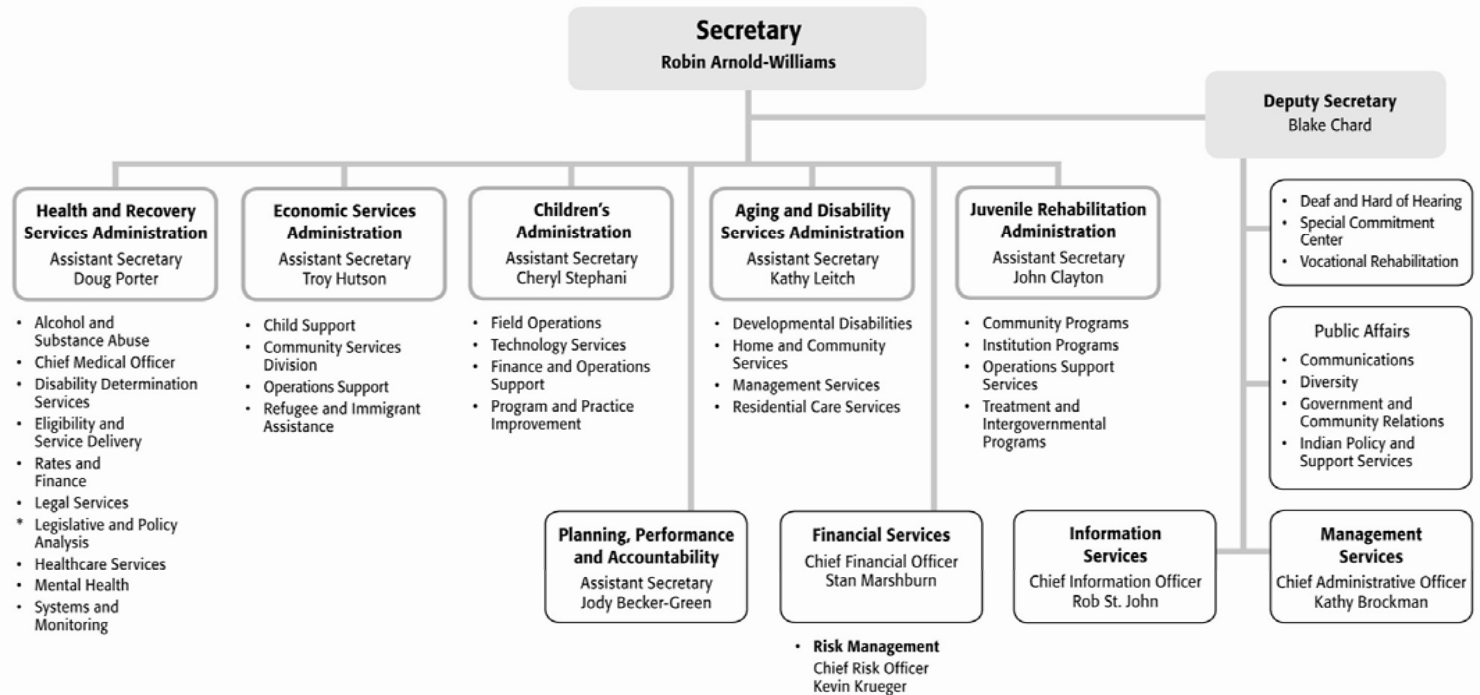 Secretary
Robin Arnold-Williams
Deputy Secretary
Blake Chard
Health and Recovery
Services Administration
Assistant Secretary
Doug Porter
• Alcohol and
Substance Abuse
• Chief Medical Officer
• Disability Determination
Services
• Eligibility and
Service Delivery
• Rates and
Finance
• Legal Services
* Legislative and Policy
Analysis
• Healthcare Services
• Mental Health
• Systems and
Monitoring
Economic Services
Administration
Assistant Secretary
Troy Hutson
• Child Support
• Community Services
Division
• Operations Support
• Refugee and Immigrant
Assistance
Children's
Administration
Assistant Secretary
Cheryl Stephani
• Field Operations
• Technology Services
• Finance and Operations
Support
• Program and Practice
Improvement
Aging and Disability
Services Administration
Assistant Secretary
Kathy Leitch
• Developmental Disabilities
• Home and Community
Services
• Management Services
• Residential Care Services
Juvenile Rehabilitation
Administration
Assistant Secretary
John Clayton
• Community Programs
• Institution Programs
• Operations Support
Services
• Treatment and
Intergovernmental
Programs
• Deaf and Hard of Hearing
• Special Commitment
Center
• Vocational Rehabilitation
Public Affairs
• Communications
• Diversity
• Government and
Community Relations
• Indian Policy and
Support Services
Planning, Performance
and Accountability
Assistant Secretary
Jody Becker-Green
Financial Services
Chief Financial Officer
Stan Marshburn
• Risk Management
Chief Risk Officer
Kevin Krueger
Information
Services
Chief Information Officer
Rob St. John
Management
Services
Chief Administrative Officer
Kathy Brockman